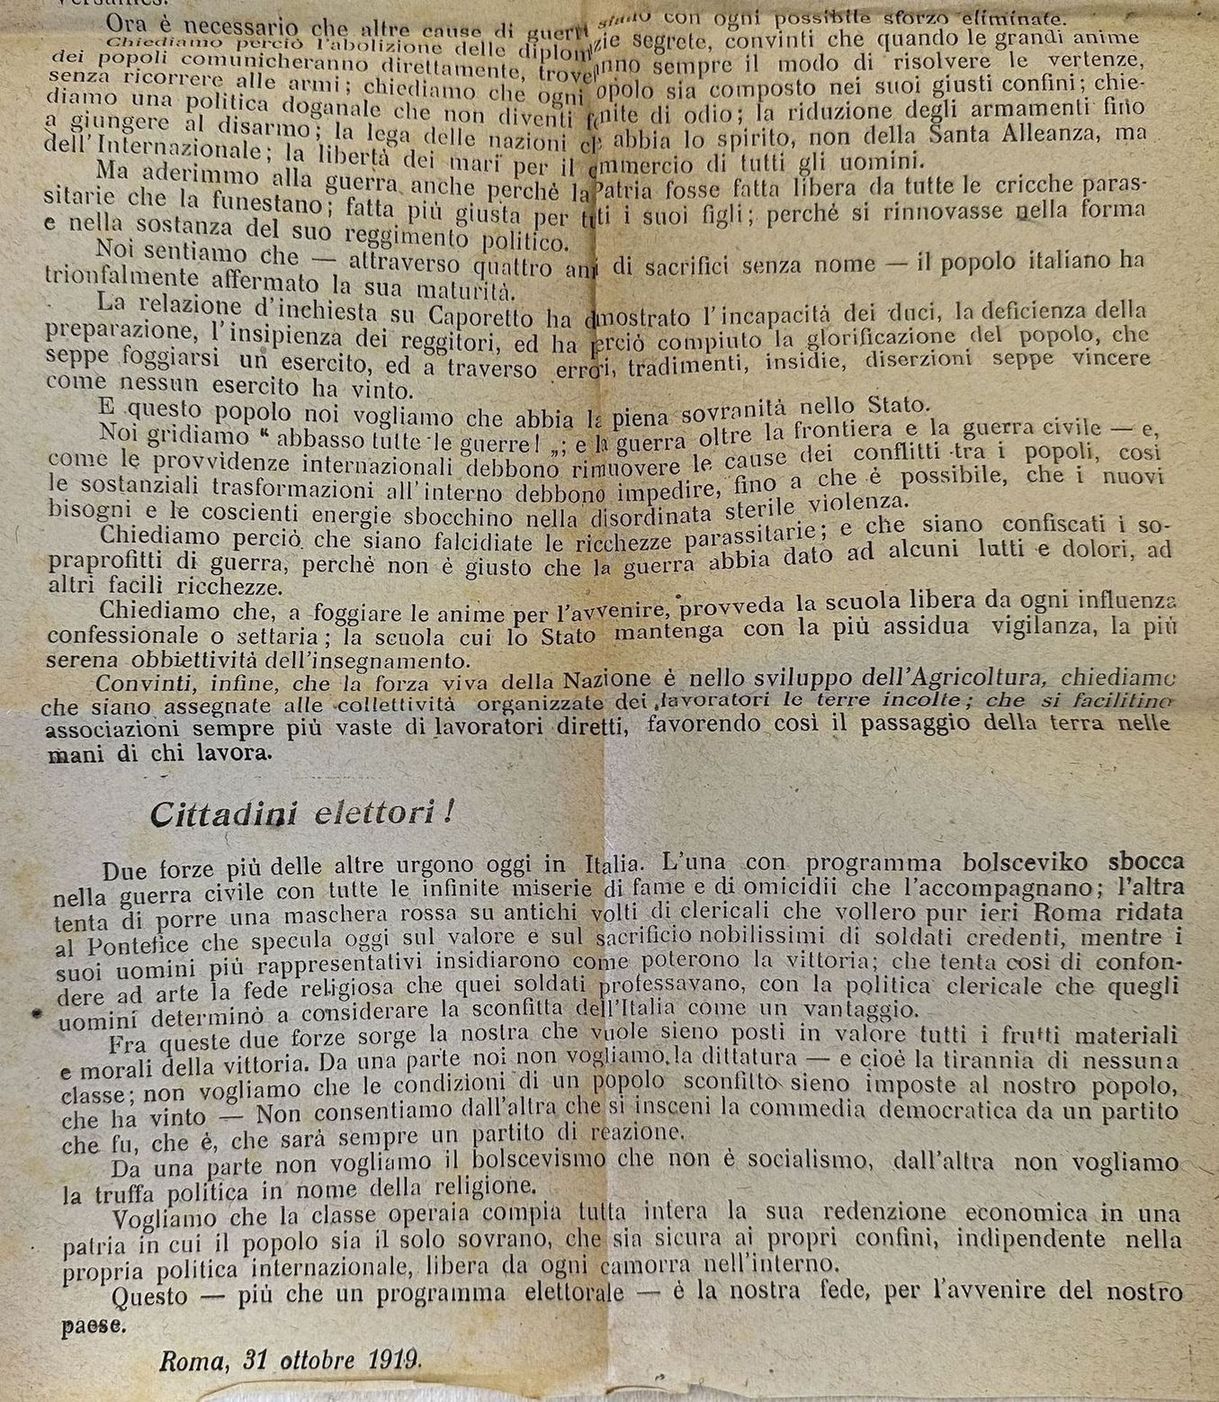 Ora è necessario che altre cause di guerra siano con ogni possibile sforzo eliminate.
Chiediamo perciò l'abolizione delle diplomazie segrete, convinti che quando le grandi anime
dei popoli comunicheranno direttamente, troveranno sempre il modo di risolvere le vertenze,
senza ricorrere alle armi; chiediamo che ogni popolo sia composto nei suoi giusti confini; chie-
diamo una politica doganale che non diventi fonite di odio; la riduzione degli armamenti fino
a giungere al disarmo; la lega delle nazioni che abbia lo spirito, non della Santa Alleanza, ma
dell'Internazionale; la libertà dei mari per il commercio di tutti gli uomini.
Ma aderimmo alla guerra anche perchè la Patria fosse fatta libera da tutte le cricche paras-
sitarie che la funestano; fatta più giusta per tutti i suoi figli; perchè si rinnovasse nella forma
e nella sostanza del suo reggimento politico.
Noi sentiamo che — attraverso quattro anni di sacrifici senza nome — il popolo italiano ha
trionfalmente affermato la sua maturità.
La relazione d'inchiesta su Caporetto ha dimostrato l'incapacità dei duci, la deficienza della
preparazione, l'insipienza dei reggitori, ed ha perciò compiuto la glorificazione del popolo, che
seppe foggiarsi un esercito, ed a traverso errori, tradimenti, insidie, diserzioni seppe vincere
come nessun esercito ha vinto.
E questo popolo noi vogliamo che abbia la piena sovranità nello Stato.
Noi gridiamo “ abbasso tutte le guerre! „; e la guerra oltre la frontiera e la guerra civile — e,
come le provvidenze internazionali debbono rimuovere le cause dei conflitti tra i popoli, così
le sostanziali trasformazioni all'interno debbono impedire, fino a che è possibile, che i nuovi
bisogni e le coscienti energie sbocchino nella disordinata sterile violenza.
Chiediamo perciò che siano falcidiate le ricchezze parassitarie; e che siano confiscati i so-
praprofitti di guerra, perchè non è giusto che la guerra abbia dato ad alcuni lutti e dolori, ad
altri facili ricchezze.
Chiediamo che, a foggiare le anime per l'avvenire, provveda la scuola libera da ogni influenza
confessionale o settaria; la scuola cui lo Stato mantenga con la più assidua vigilanza, la più
serena obbiettività dell'insegnamento.
Convinti, infine, che la forza viva della Nazione è nello sviluppo dell'Agricoltura, chiediamo
che siano assegnate alle collettività organizzate dei lavoratori le terre incolte; che si facilitino
associazioni sempre più vaste di lavoratori diretti, favorendo così il passaggio della terra nelle
mani di chi lavora.
Cittadini elettori!
Due forze più delle altre urgono oggi in Italia. L'una con programma bolsceviko sbocca
nella guerra civile con tutte le infinite miserie di fame e di omicidii che l'accompagnano; l'altra
tenta di porre una maschera rossa su antichi volti di clericali che vollero pur ieri Roma ridata
al Pontefice che specula oggi sul valore e sul sacrificio nobilissimi di soldati credenti, mentre i
suoi uomini più rappresentativi insidiarono come poterono la vittoria; che tenta così di confon-
dere ad arte la fede religiosa che quei soldati professavano, con la politica clericale che quegli
uomini determinò a considerare la sconfitta dell'Italia come un vantaggio.
Fra queste due forze sorge la nostra che vuole sieno posti in valore tutti i frutti materiali
e morali della vittoria. Da una parte noi non vogliamo la dittatura — e cioè la tirannia di nessuna
classe; non vogliamo che le condizioni di un popolo sconfitto sieno imposte al nostro popolo,
che ha vinto — Non consentiamo dall'altra che si insceni la commedia democratica da un partito
che fu, che è, che sarà sempre un partito di reazione.
Da una parte non vogliamo il bolscevismo che non è socialismo, dall'altra non vogliamo
la truffa politica in nome della religione.
Vogliamo che la classe operaia compia tutta intera la sua redenzione economica in una
patria in cui il popolo sia il solo sovrano, che sia sicura ai propri confini, indipendente nella
propria politica internazionale, libera da ogni camorra nell'interno.
Questo — più che un programma elettorale — è la nostra fede, per l'avvenire del nostro
paese.
Roma, 31 ottobre 1919.